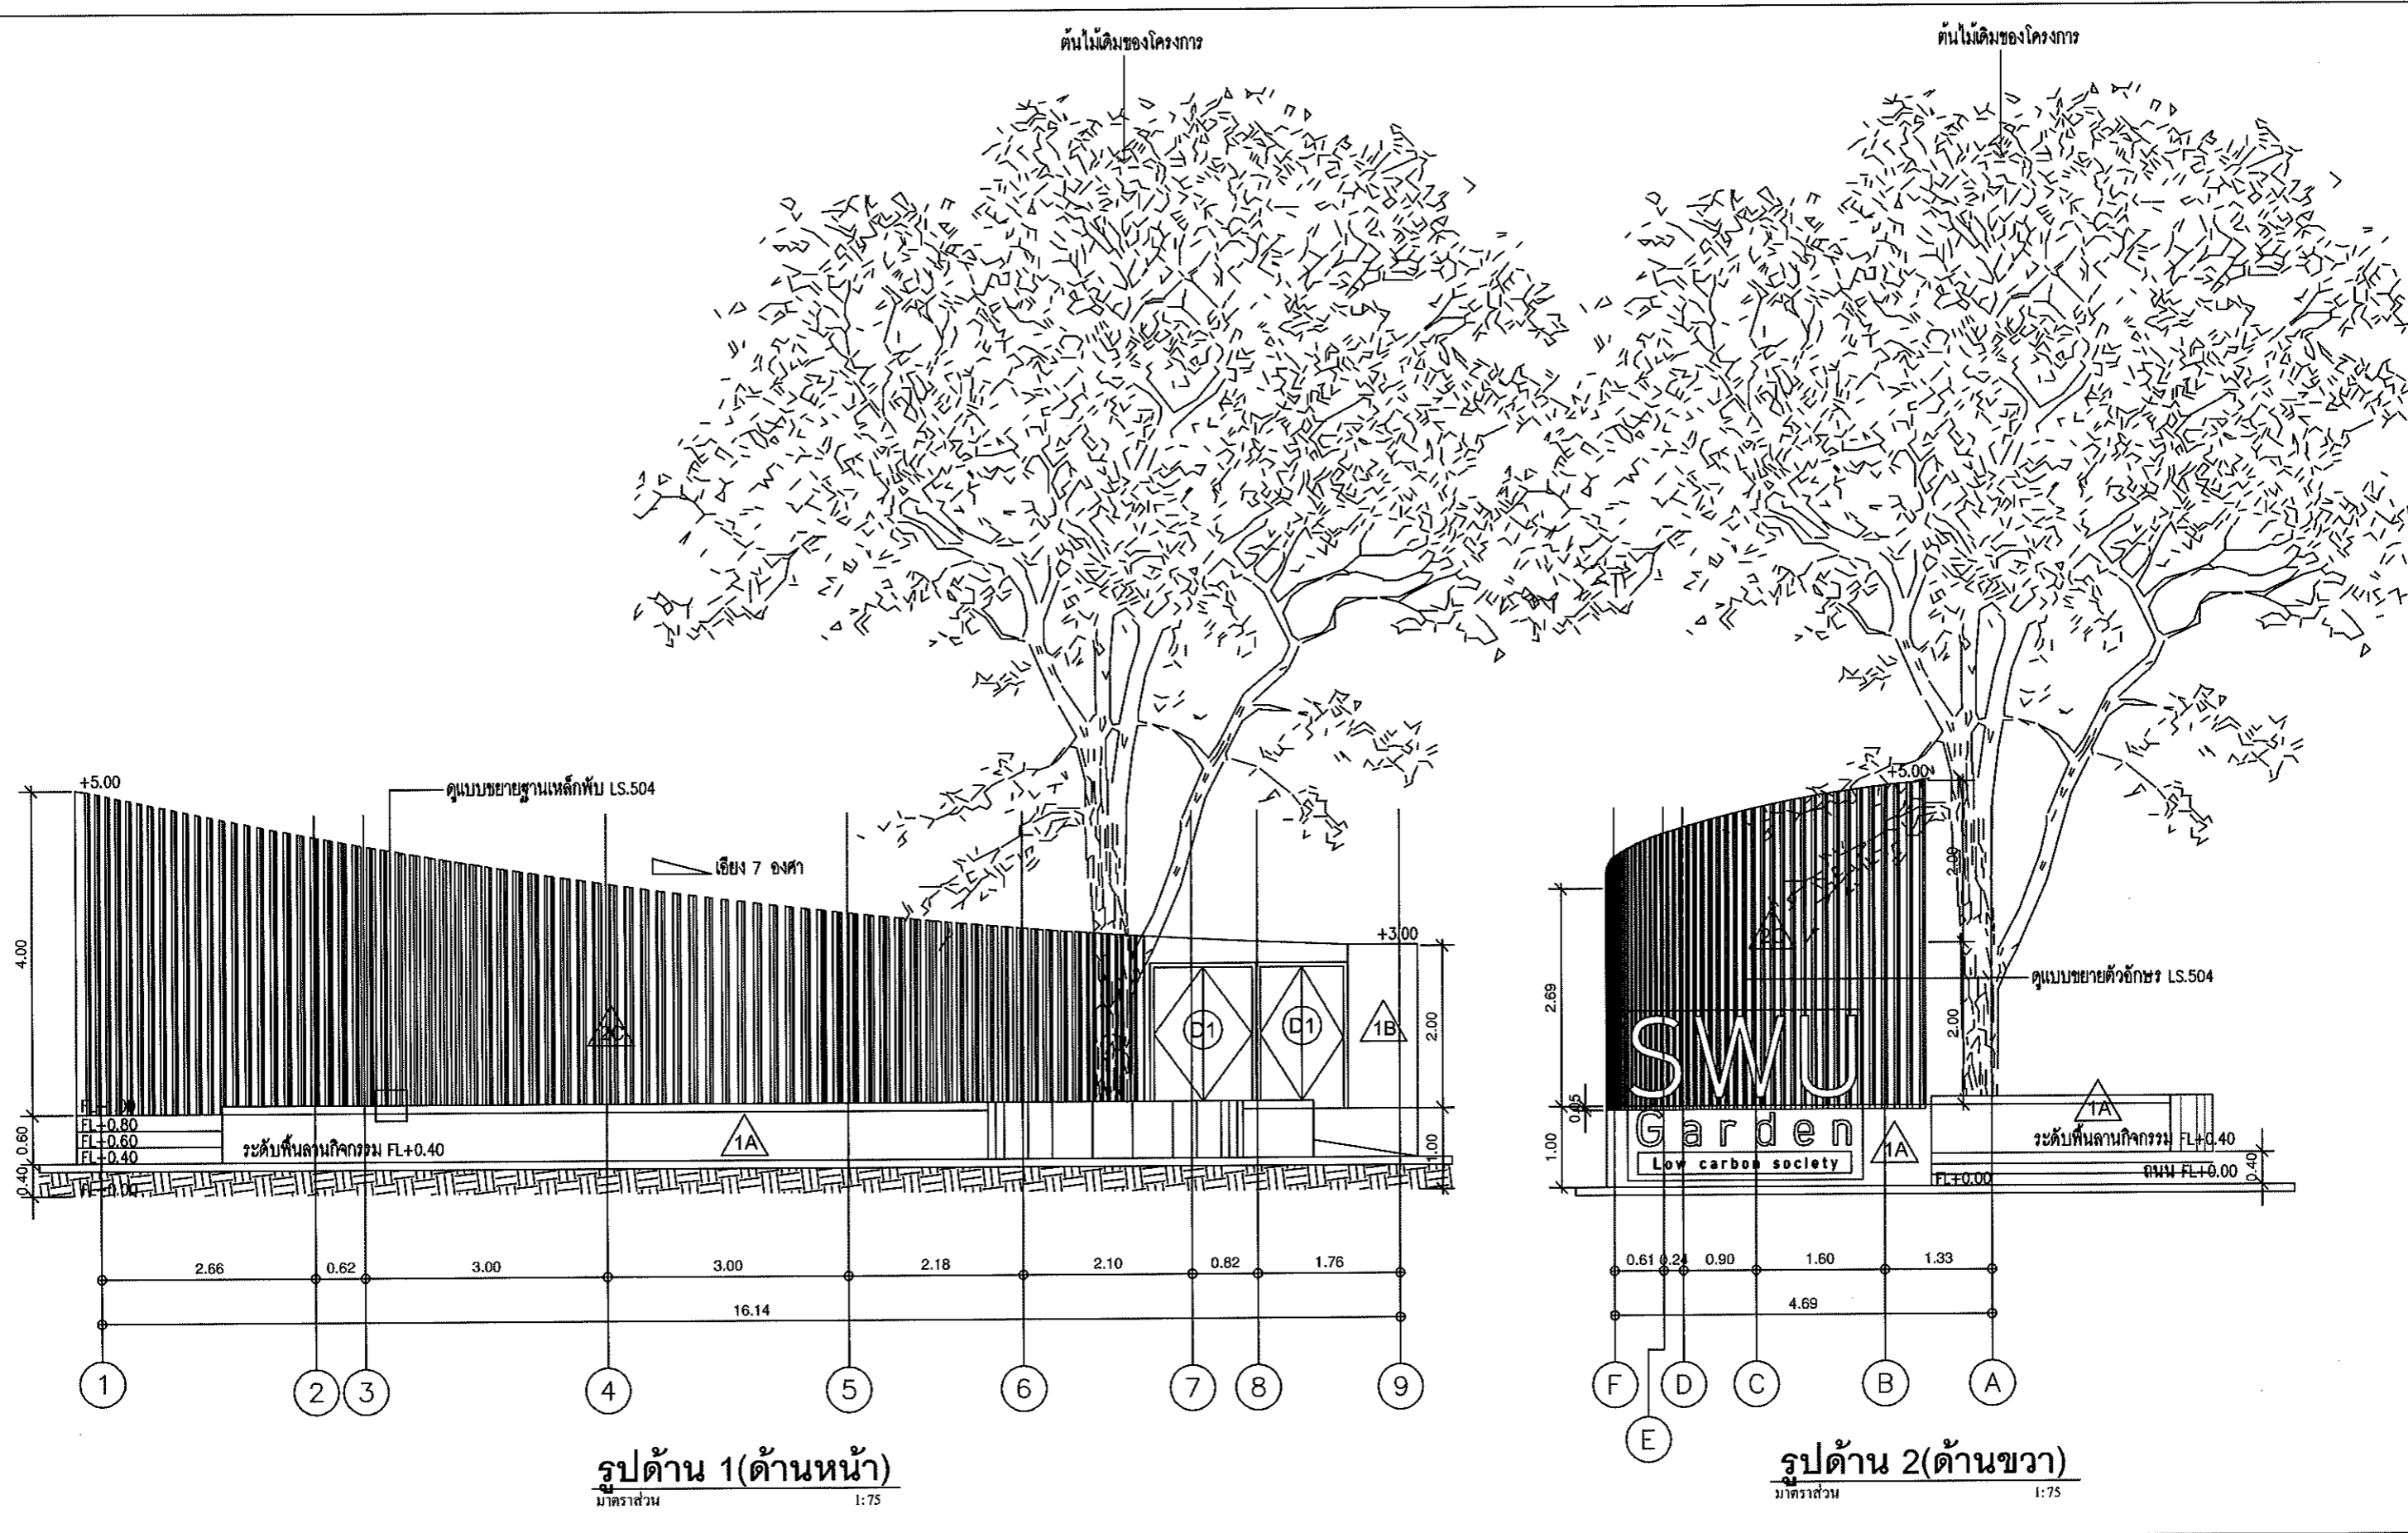 ต้นไม้เดิมของโครงการ
+5.00
ดูแบบขยายฐานเหล็กพับ LS.504
เอียง 7 องศา
+3.00
4.00
0.60
0.40
FL+1.00
FL+0.80
FL+0.60
FL+0.40
FL+0.00
ระดับพื้นลานกิจกรรม FL+0.40
2C
1A
D1
D1
1B
2.00
1.00
2.66
0.62
3.00
3.00
2.18
2.10
0.82
1.76
16.14
1
2
3
4
5
6
7
8
9
รูปด้าน 1(ด้านหน้า)
มาตราส่วน 1:75
ต้นไม้เดิมของโครงการ
+5.00
2.00
2.00
2.69
0.05
1.00
2C
ดูแบบขยายตัวอักษร LS.504
SWU
Garden
Low carbon society
1A
1A
ระดับพื้นลานกิจกรรม FL+0.40
ถนน FL+0.00
FL+0.00
0.40
0.61
0.24
0.90
1.60
1.33
4.69
F
E
D
C
B
A
รูปด้าน 2(ด้านขวา)
มาตราส่วน 1:75